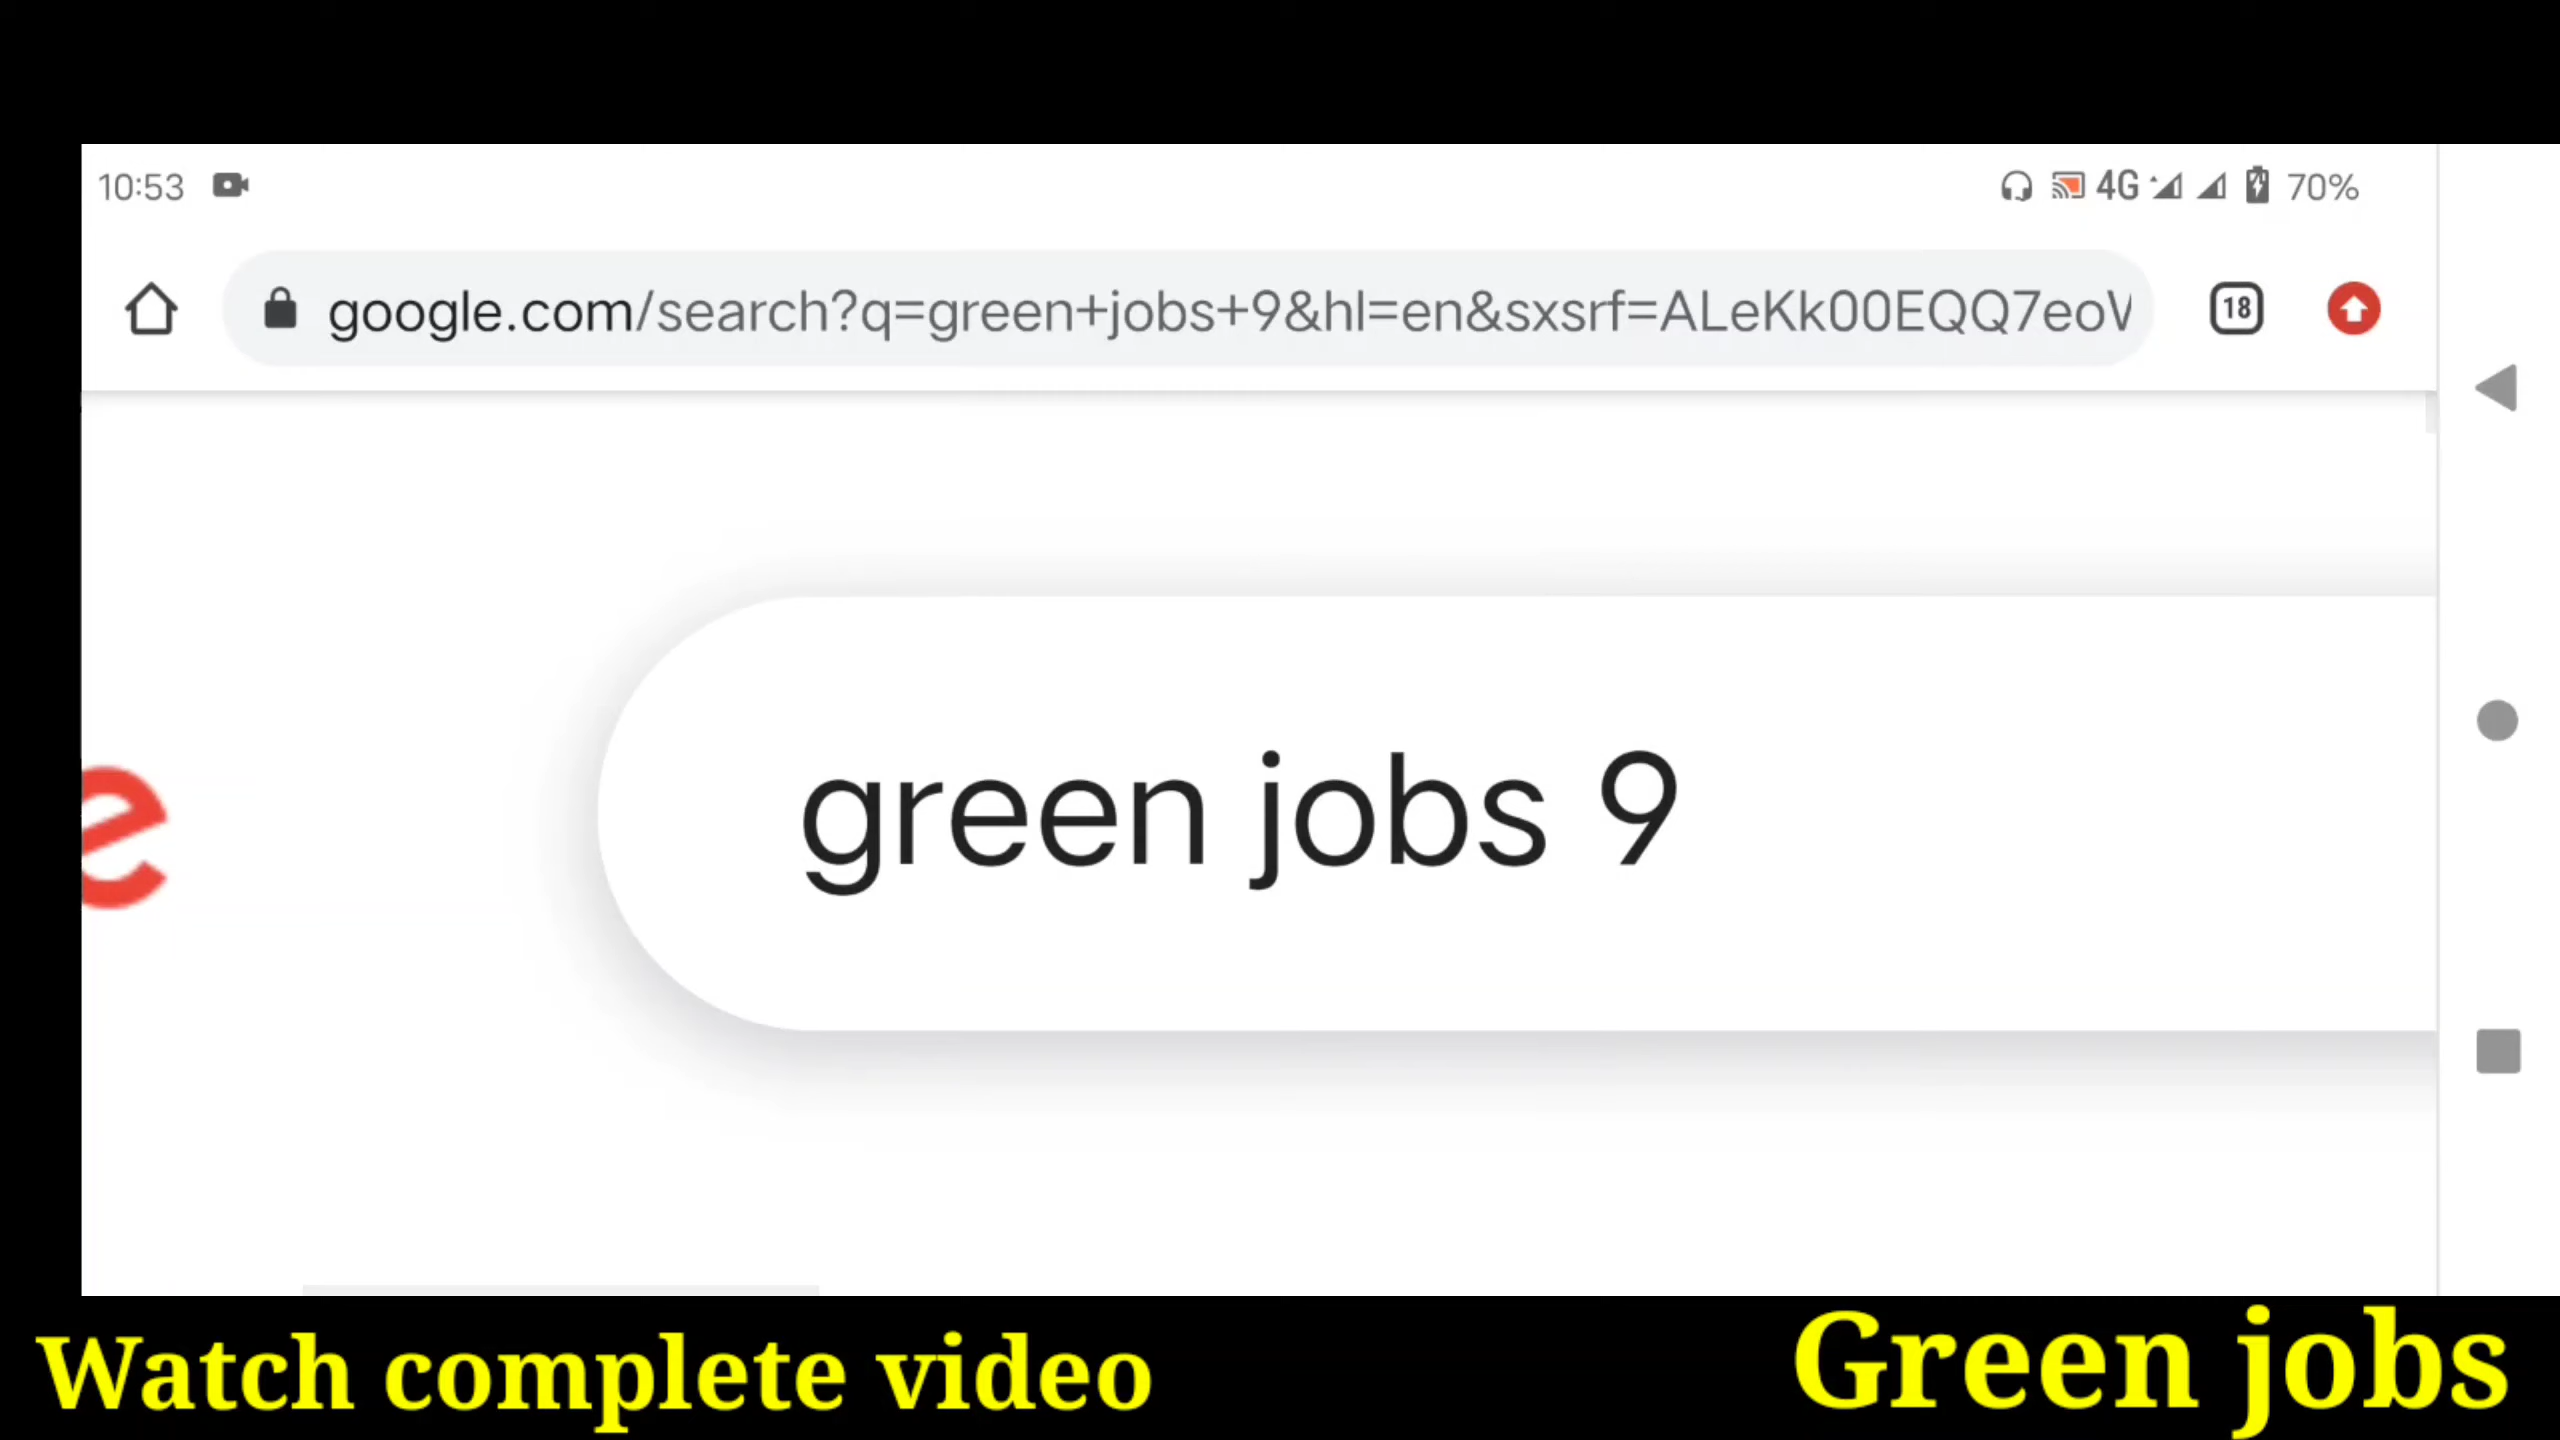 10:53 4G 70%
google.com/search?q=green+jobs+9&hl=en&sxsrf=ALeKk00EQQ7eoV 18
e green jobs 9
Watch complete video Green jobs